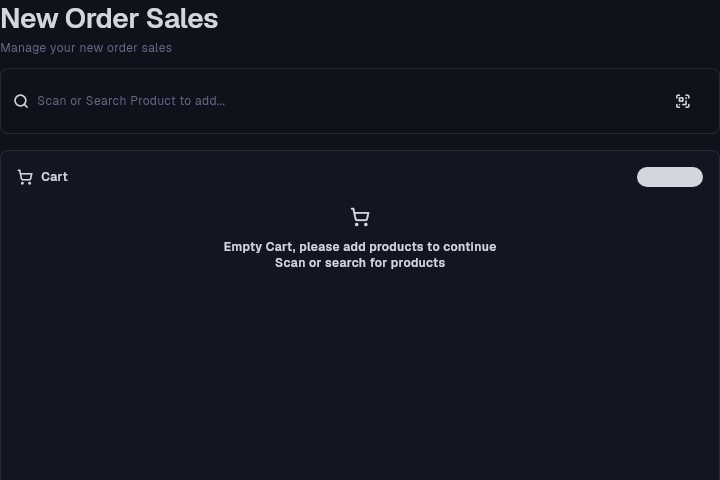 New Order Sales
Manage your new order sales
Scan or Search Product to add...
Cart
Empty Cart, please add products to continue
Scan or search for products